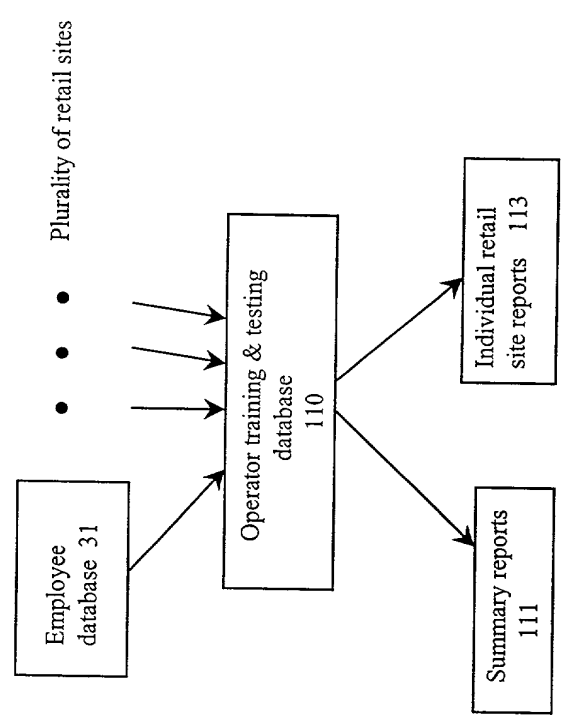 Plurality of retail sites
Employee
database 31
Operator training & testing
database
110
Summary reports
111
Individual retail
site reports 113